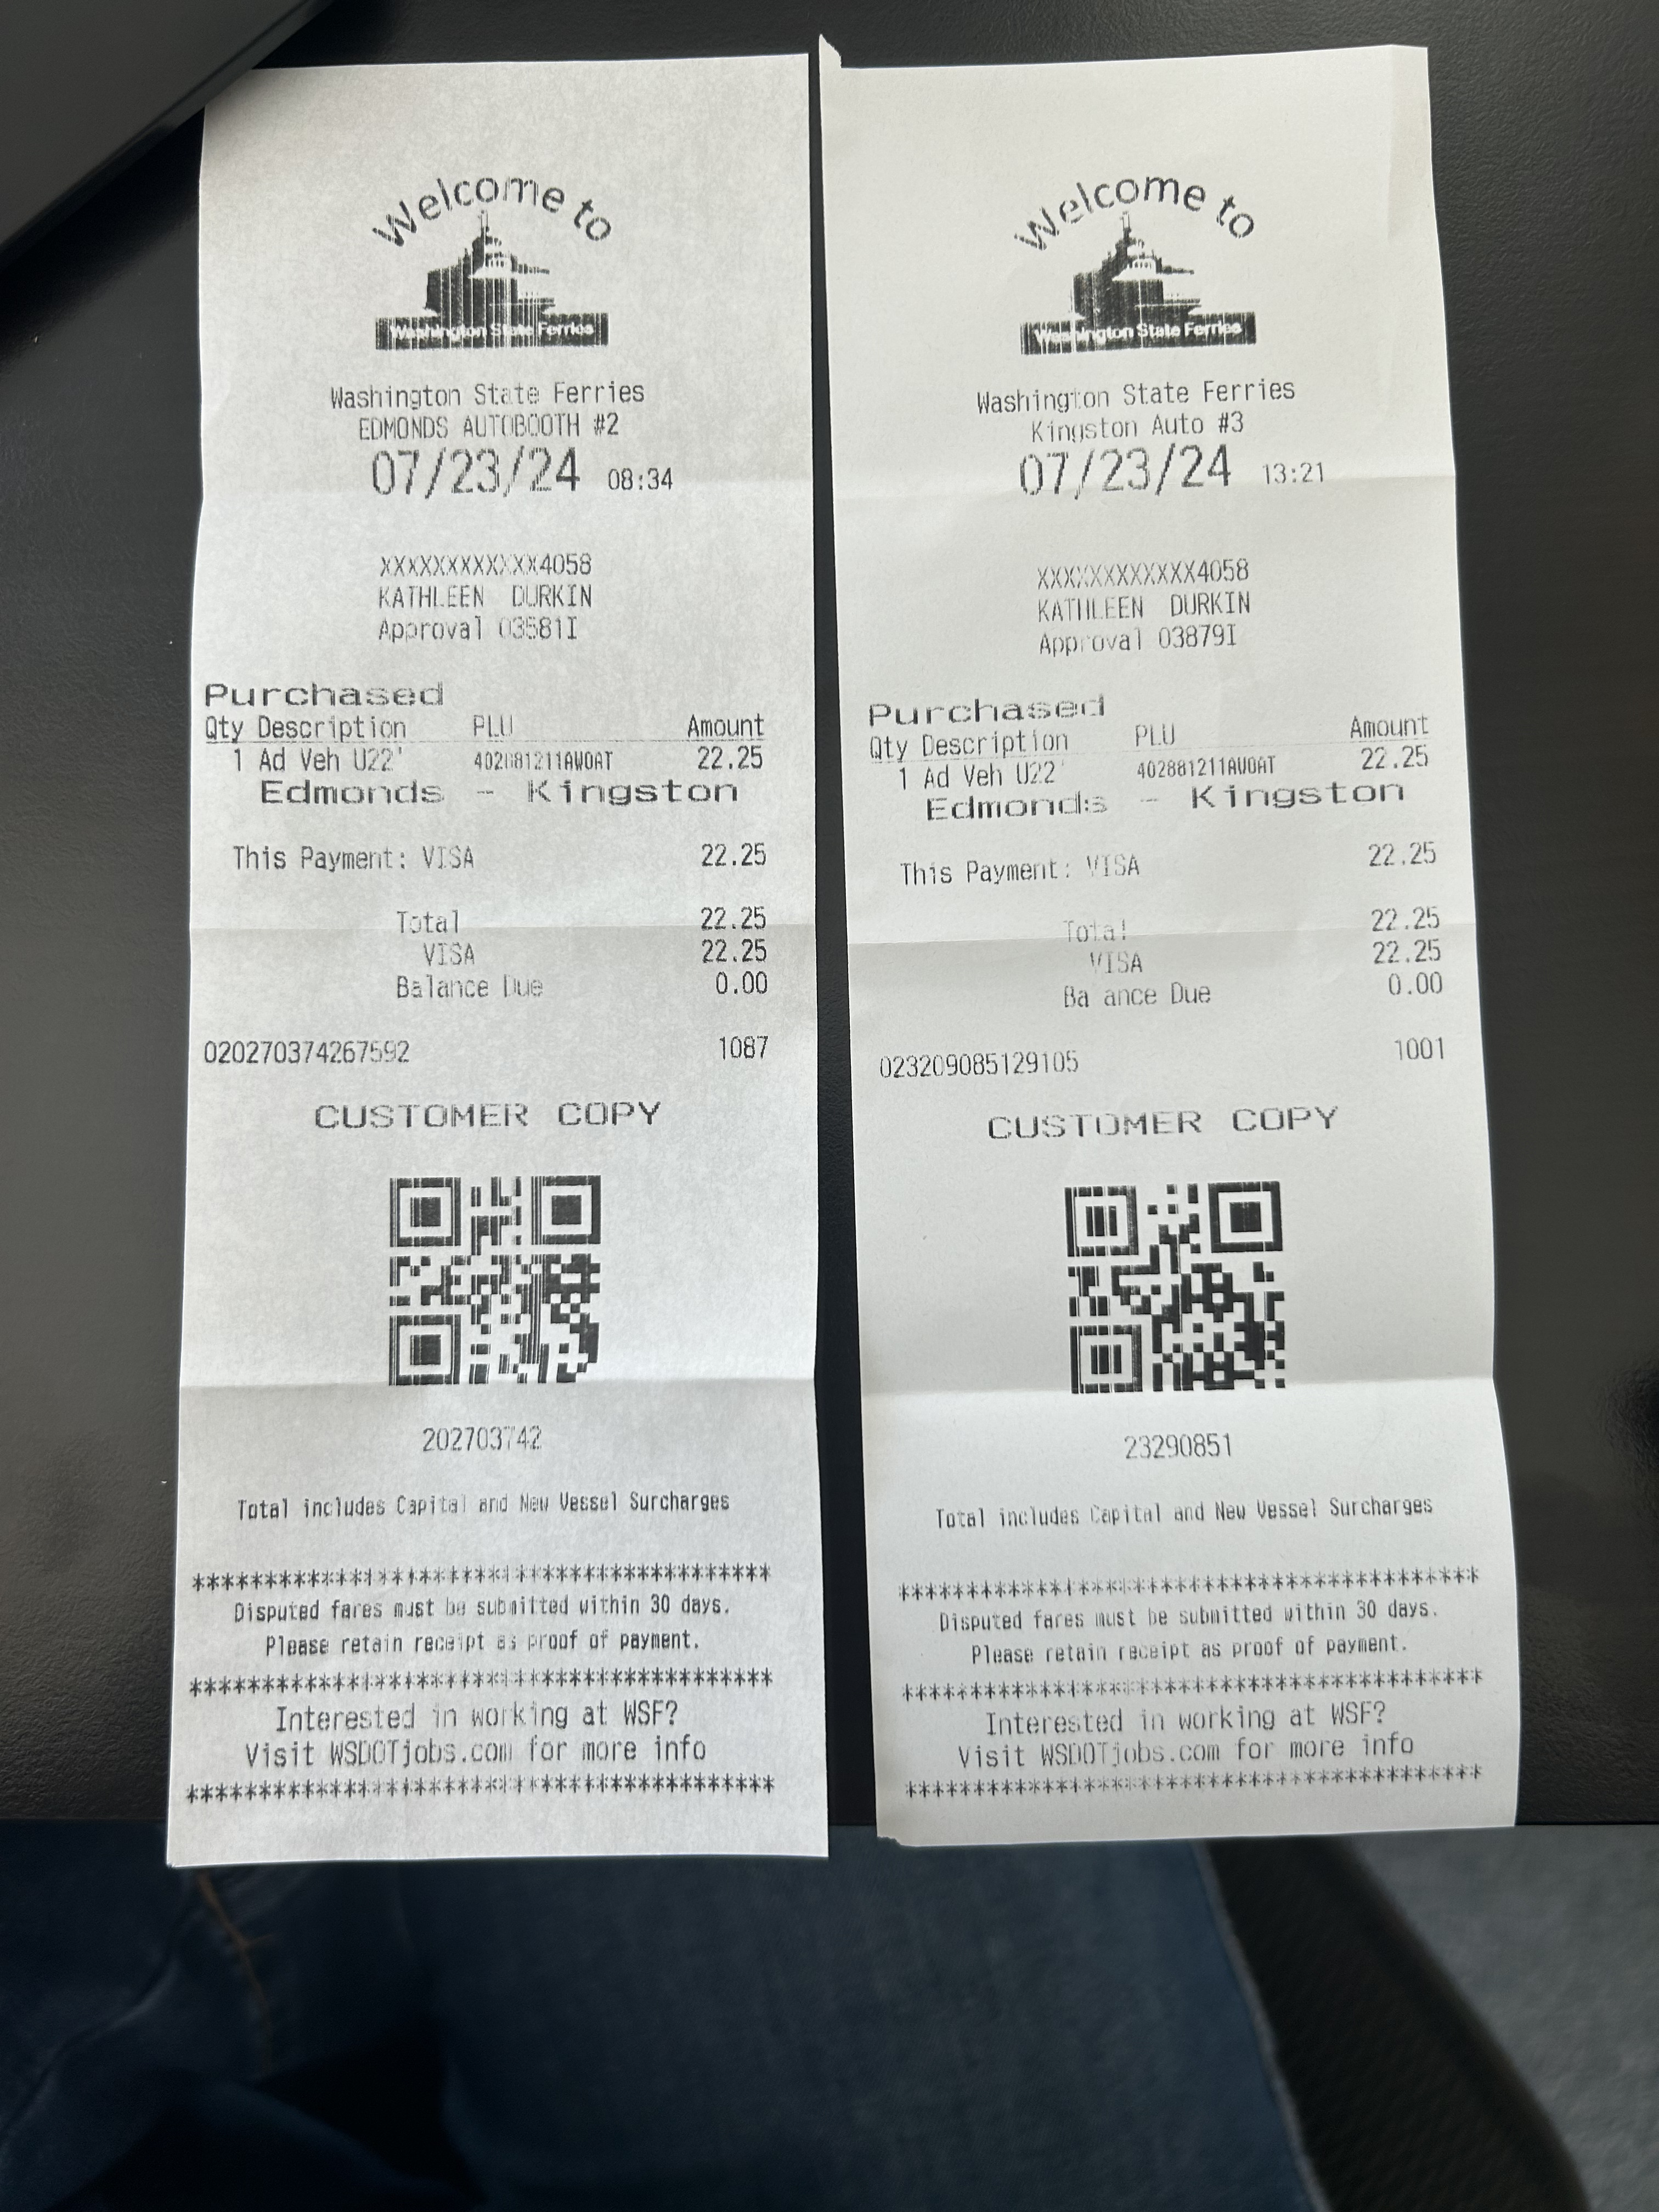 Welcome to
Washington State Ferries
Washington State Ferries
EDMONDS AUTOBOOTH #2
07/23/24 08:34
XXXXXXXXXXXX4058
KATHLEEN DURKIN
Approval 03581I
Purchased
Qty Description PLU Amount
1 Ad Veh U22' 402881211AWOAT 22.25
Edmonds - Kingston
This Payment: VISA 22.25
Total 22.25
VISA 22.25
Balance Due 0.00
020270374267592 1087
CUSTOMER COPY
202703742
Total includes Capital and New Vessel Surcharges
****************************************
Disputed fares must be submitted within 30 days.
Please retain receipt as proof of payment.
****************************************
Interested in working at WSF?
Visit WSDOTjobs.com for more info
****************************************
Welcome to
Washington State Ferries
Washington State Ferries
Kingston Auto #3
07/23/24 13:21
XXXXXXXXXXXX4058
KATHLEEN DURKIN
Approval 03879I
Purchased
Qty Description PLU Amount
1 Ad Veh U22' 402881211AWOAT 22.25
Edmonds - Kingston
This Payment: VISA 22.25
Total 22.25
VISA 22.25
Balance Due 0.00
023209085129105 1001
CUSTOMER COPY
23290851
Total includes Capital and New Vessel Surcharges
****************************************
Disputed fares must be submitted within 30 days.
Please retain receipt as proof of payment.
****************************************
Interested in working at WSF?
Visit WSDOTjobs.com for more info
****************************************